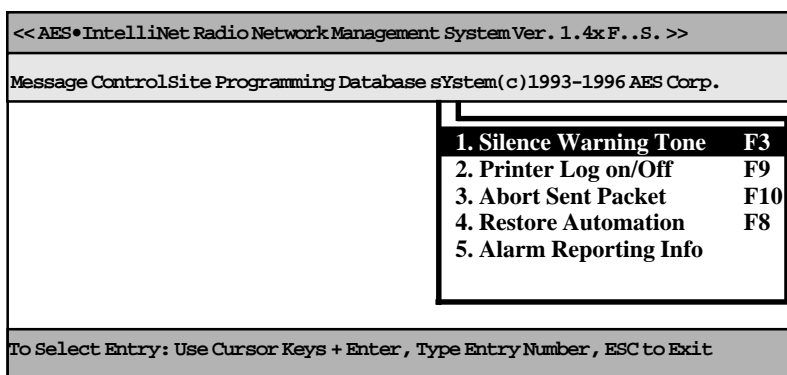 << AES•IntelliNet Radio Network Management System Ver. 1.4x F..S. >>
Message Control Site Programming Database sYstem (c)1993-1996 AES Corp.
1. Silence Warning Tone F3
2. Printer Log on/Off F9
3. Abort Sent Packet F10
4. Restore Automation F8
5. Alarm Reporting Info
To Select Entry: Use Cursor Keys + Enter, Type Entry Number, ESC to Exit